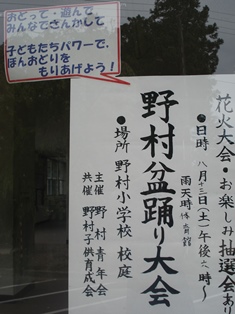 おどって・遊んで
みんなでさんかして
子どもたちパワーで、
ぼんおどりを
もりあげよう！
花火大会・お楽しみ抽選会あり
●日時 八月十三日（土）午後六時～
雨天時 体育館
野村盆踊り大会
●場所 野村小学校 校庭
主催 野村青年会
共催 野村子供育成会